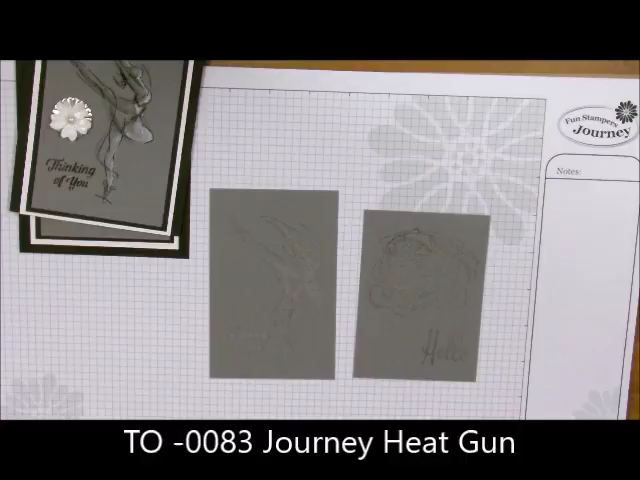 Thinking
of You
Fun Stampers
Journey
Notes:
Hello
TO -0083 Journey Heat Gun